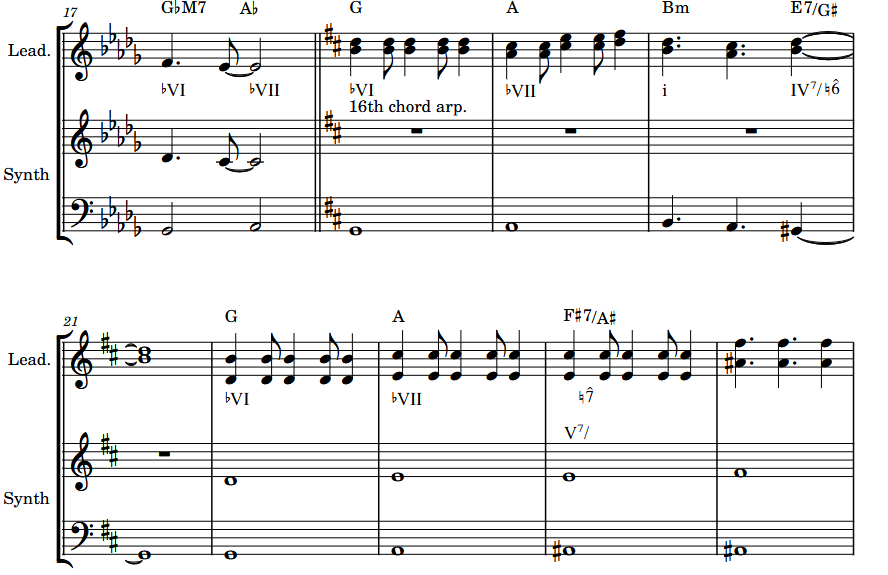 17 G♭M7 A♭ G A Bm E7/G♯
Lead.
♭VI ♭VII ♭VI ♭VII i IV⁷/♮6̂
16th chord arp.
Synth
21 G A F♯7/A♯
Lead.
♭VI ♭VII ♮7̂
V⁷/
Synth